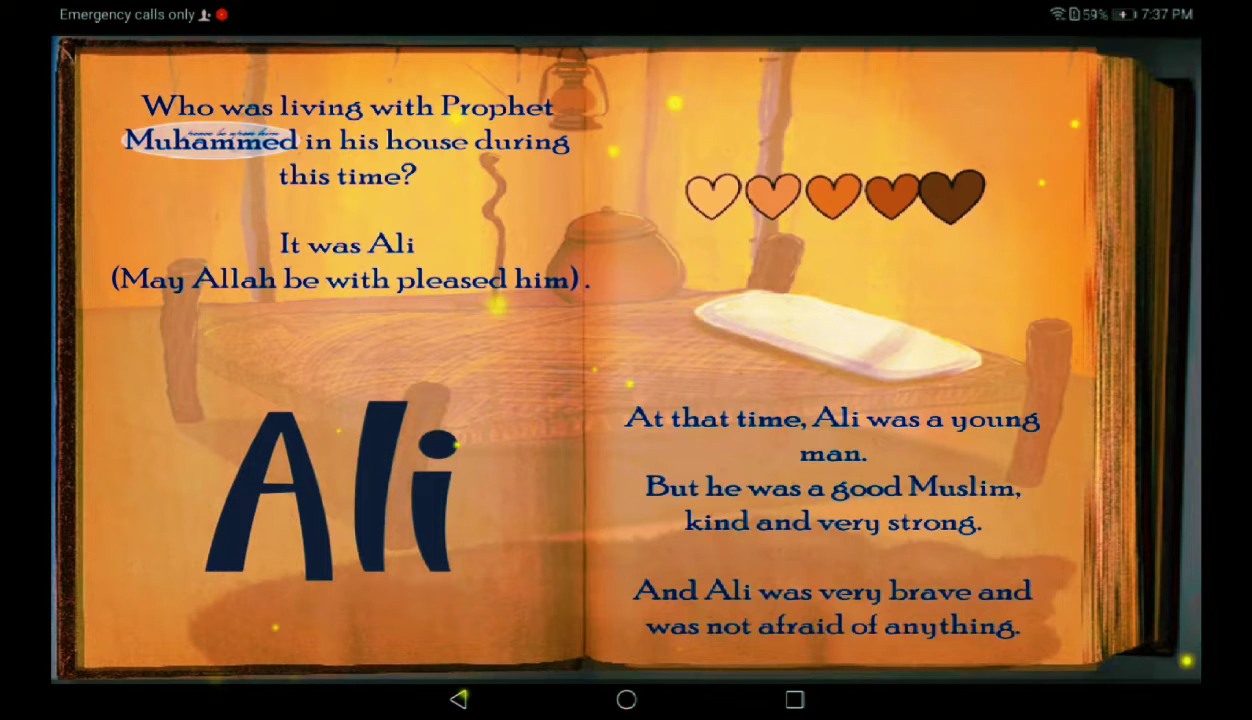 Emergency calls only
59%
7:37 PM
Who was living with Prophet
Muhammed in his house during
this time?
It was Ali
(May Allah be with pleased him).
Ali
At that time, Ali was a young
man.
But he was a good Muslim,
kind and very strong.
And Ali was very brave and
was not afraid of anything.